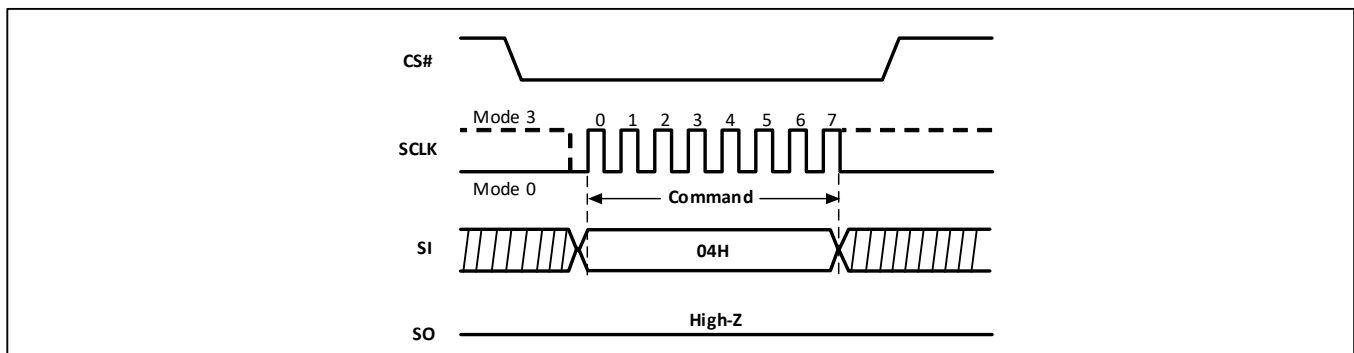 CS#
Mode 3
0 1 2 3 4 5 6 7
SCLK
Mode 0
Command
SI
04H
High-Z
SO